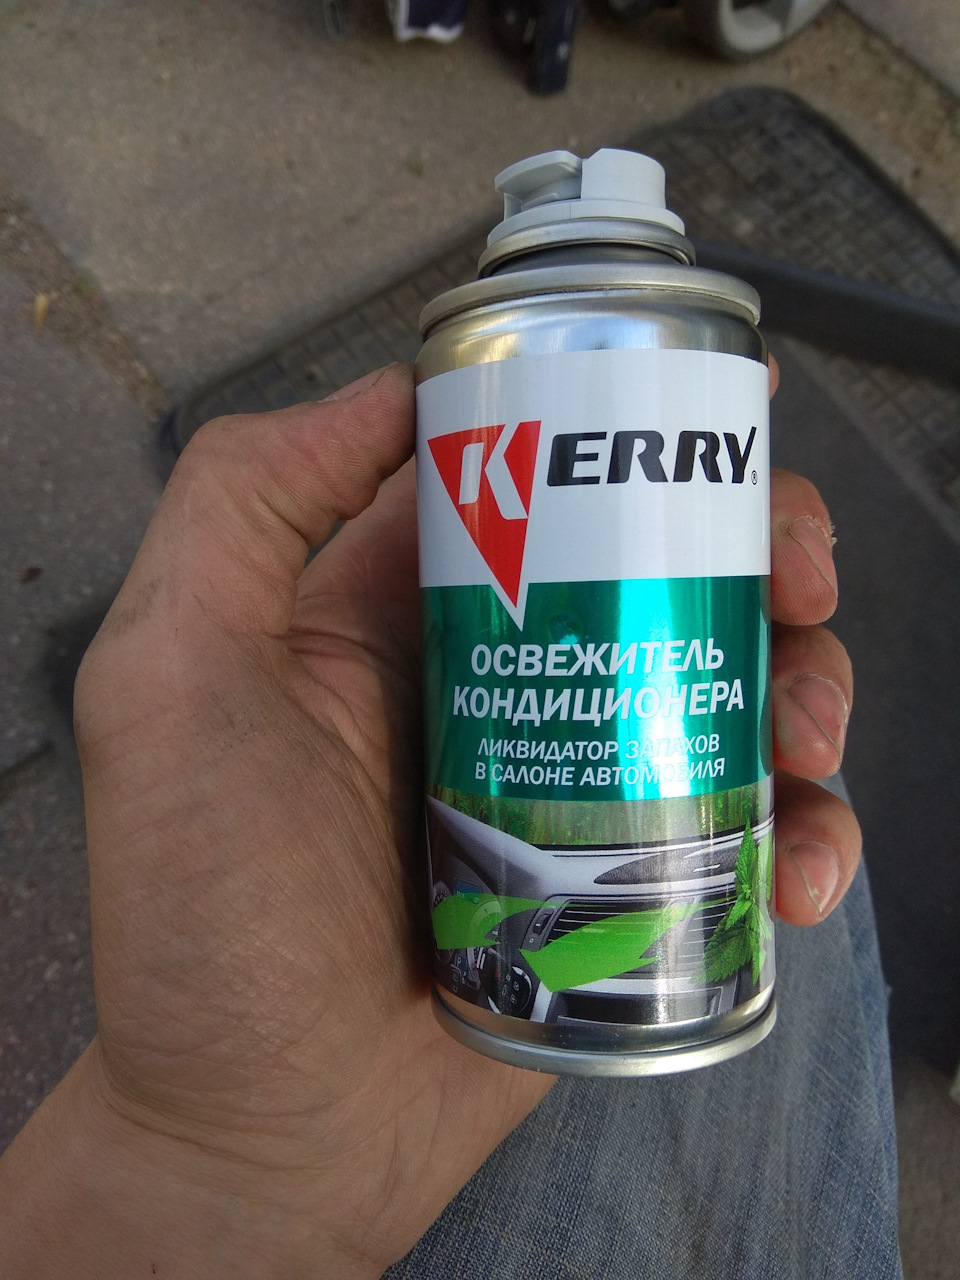 KERRY®
ОСВЕЖИТЕЛЬ
КОНДИЦИОНЕРА
ЛИКВИДАТОР ЗАПАХОВ
В САЛОНЕ АВТОМОБИЛЯ